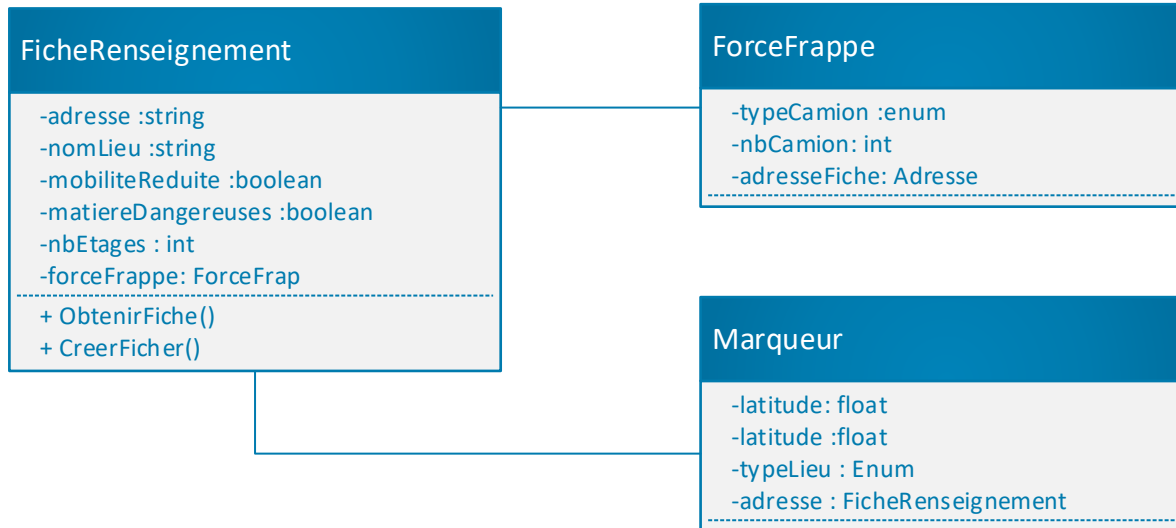 FicheRenseignement
-adresse :string
-nomLieu :string
-mobiliteReduite :boolean
-matiereDangereuses :boolean
-nbEtages : int
-forceFrappe: ForceFrap
+ ObtenirFiche()
+ CreerFicher()
ForceFrappe
-typeCamion :enum
-nbCamion: int
-adresseFiche: Adresse
Marqueur
-latitude: float
-latitude :float
-typeLieu : Enum
-adresse : FicheRenseignement